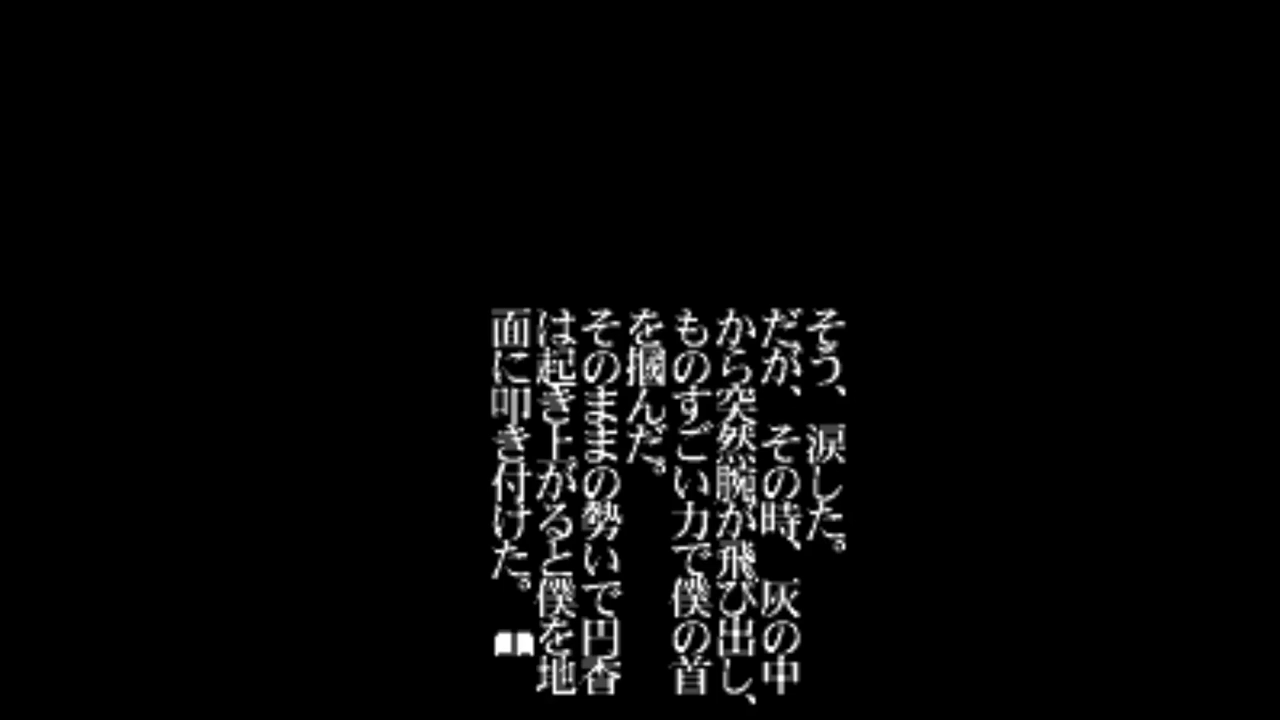 そう、涙した。
だが、その時、灰の中
から突然腕が飛び出し、
ものすごい力で僕の首
を掴んだ。
そのままの勢いで円香
は起き上がると僕を地
面に叩き付けた。